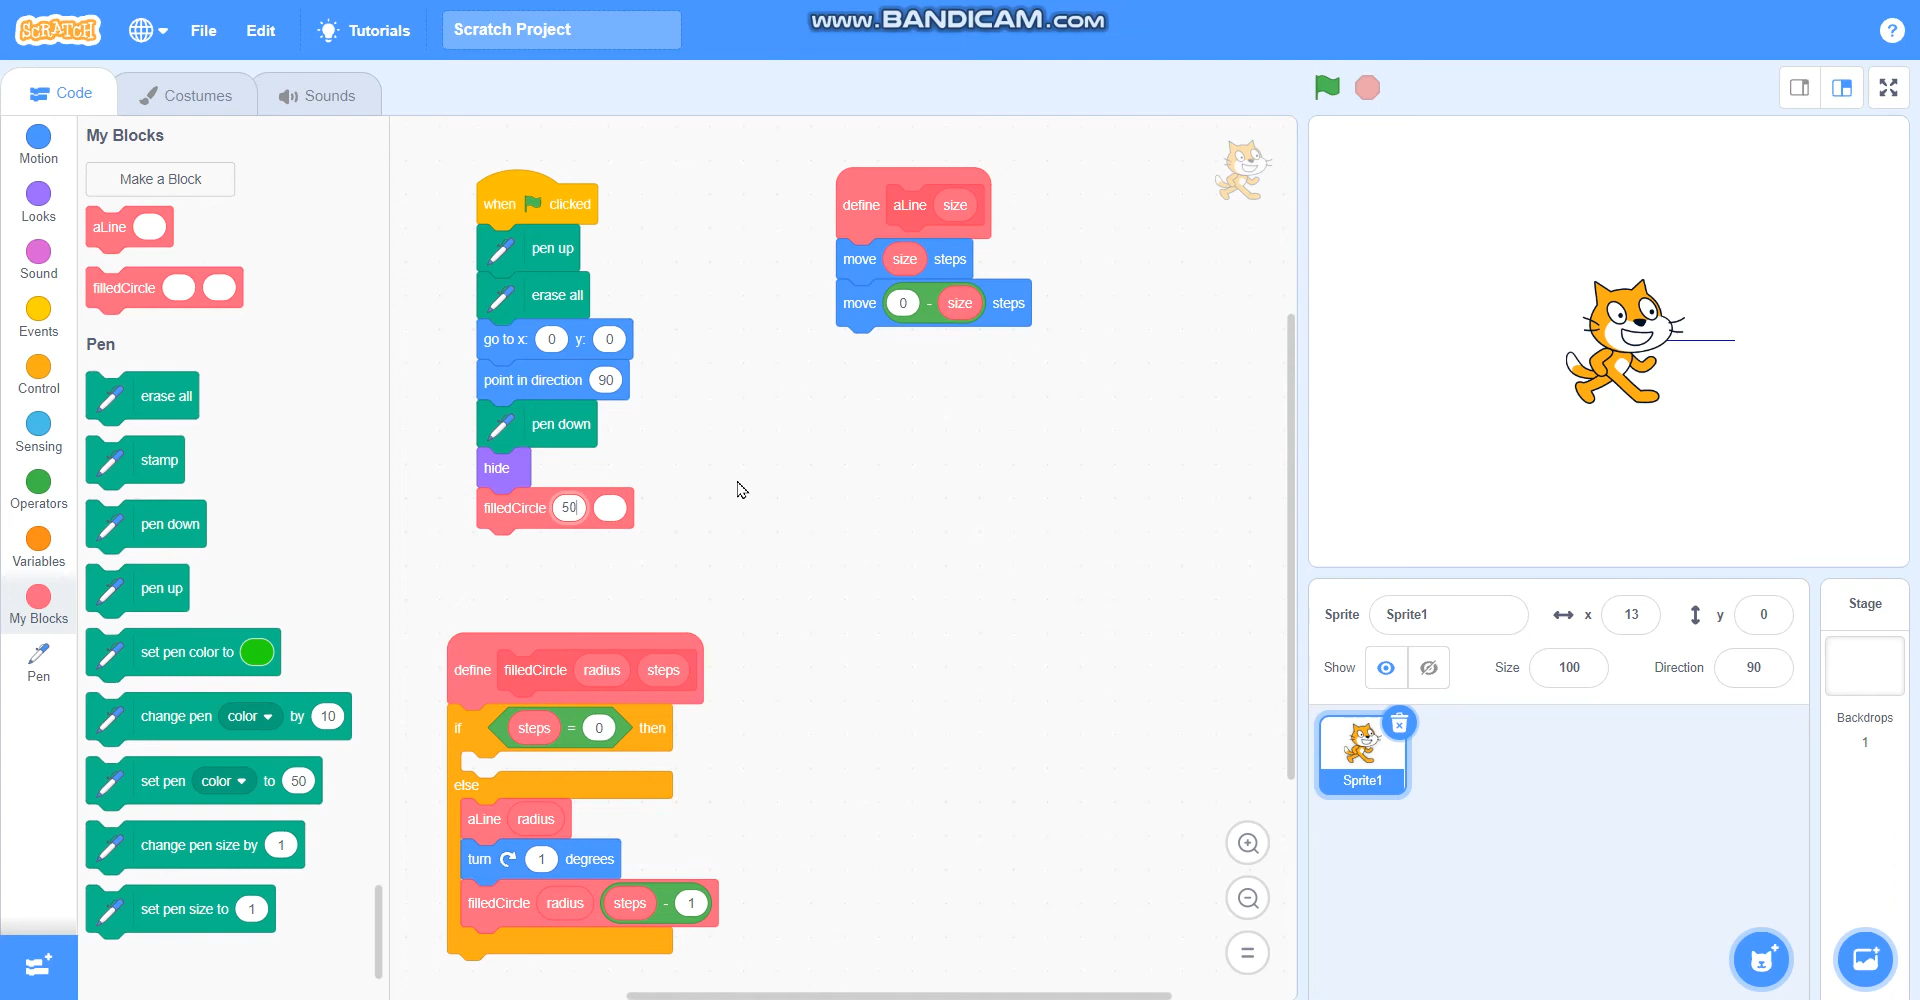 SCRATCH File Edit Tutorials Scratch Project www.BANDICAM.com ?
Code Costumes Sounds
Motion
Looks
Sound
Events
Control
Sensing
Operators
Variables
My Blocks
Pen
My Blocks
Make a Block
aLine
filledCircle
Pen
erase all
stamp
pen down
pen up
set pen color to
change pen color by 10
set pen color to 50
change pen size by 1
set pen size to 1
when clicked
pen up
erase all
go to x: 0 y: 0
point in direction 90
pen down
hide
filledCircle 50
define aLine size
move size steps
move 0 - size steps
define filledCircle radius steps
if steps = 0 then
else
aLine radius
turn 1 degrees
filledCircle radius steps - 1
Sprite Sprite1 x 13 y 0
Show Size 100 Direction 90
Sprite1
Stage
Backdrops
1